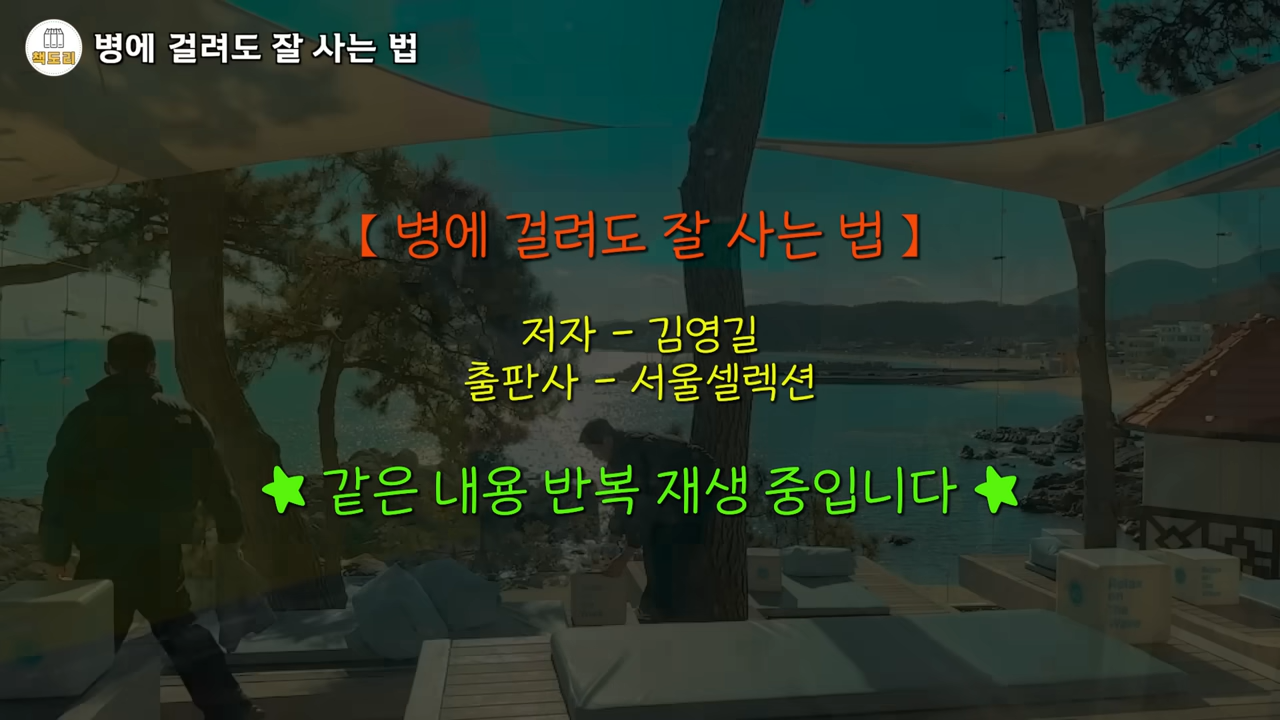 책도리
병에 걸려도 잘 사는 법
【 병에 걸려도 잘 사는 법 】
저자 - 김영길
출판사 - 서울셀렉션
★ 같은 내용 반복 재생 중입니다 ★